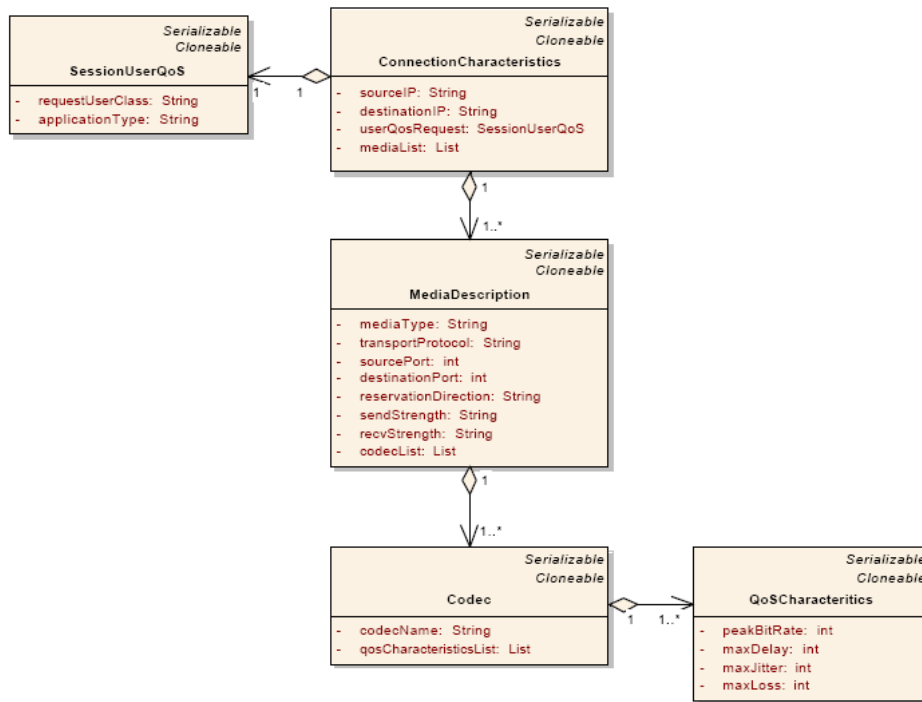 Serializable
Cloneable
SessionUserQoS
- requestUserClass: String
- applicationType: String
Serializable
Cloneable
ConnectionCharacteristics
- sourceIP: String
- destinationIP: String
- userQosRequest: SessionUserQoS
- mediaList: List
1
1
1
1..*
Serializable
Cloneable
MediaDescription
- mediaType: String
- transportProtocol: String
- sourcePort: int
- destinationPort: int
- reservationDirection: String
- sendStrength: String
- recvStrength: String
- codecList: List
1
1..*
Serializable
Cloneable
Codec
- codecName: String
- qosCharacteristicsList: List
1
1..*
Serializable
Cloneable
QoSCharacteritics
- peakBitRate: int
- maxDelay: int
- maxJitter: int
- maxLoss: int